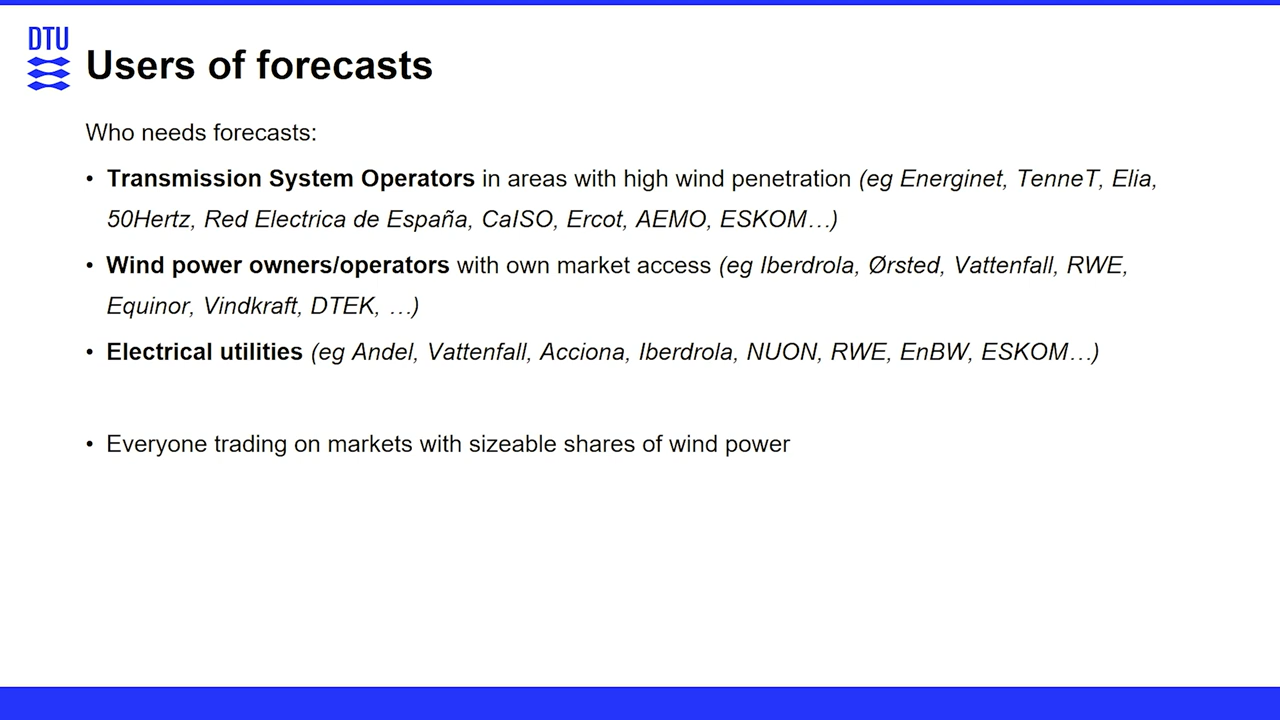 DTU
Users of forecasts
Who needs forecasts:
• Transmission System Operators in areas with high wind penetration (eg Energinet, TenneT, Elia,
50Hertz, Red Electrica de España, CaISO, Ercot, AEMO, ESKOM…)
• Wind power owners/operators with own market access (eg Iberdrola, Ørsted, Vattenfall, RWE,
Equinor, Vindkraft, DTEK, …)
• Electrical utilities (eg Andel, Vattenfall, Acciona, Iberdrola, NUON, RWE, EnBW, ESKOM…)
• Everyone trading on markets with sizeable shares of wind power